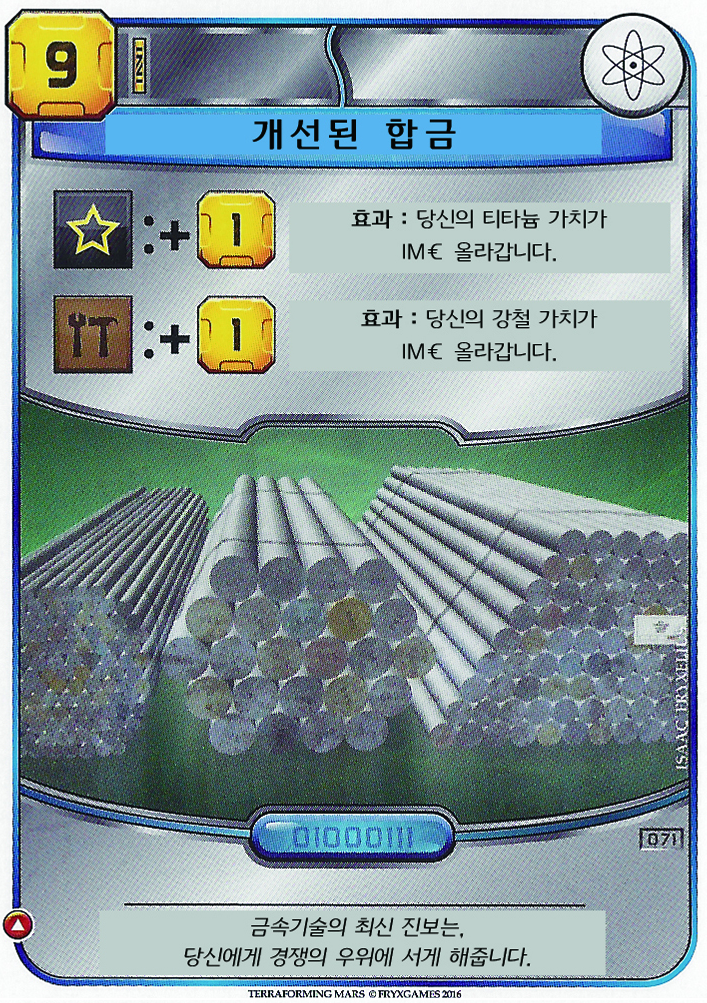 9
개선된 합금
:+ 1
효과 : 당신의 티타늄 가치가
1M€ 올라갑니다.
:+ 1
효과 : 당신의 강철 가치가
1M€ 올라갑니다.
ISAAC FRYXELIUS
01000111
071
금속기술의 최신 진보는,
당신에게 경쟁의 우위에 서게 해줍니다.
TERRAFORMING MARS © FRYXGAMES 2016